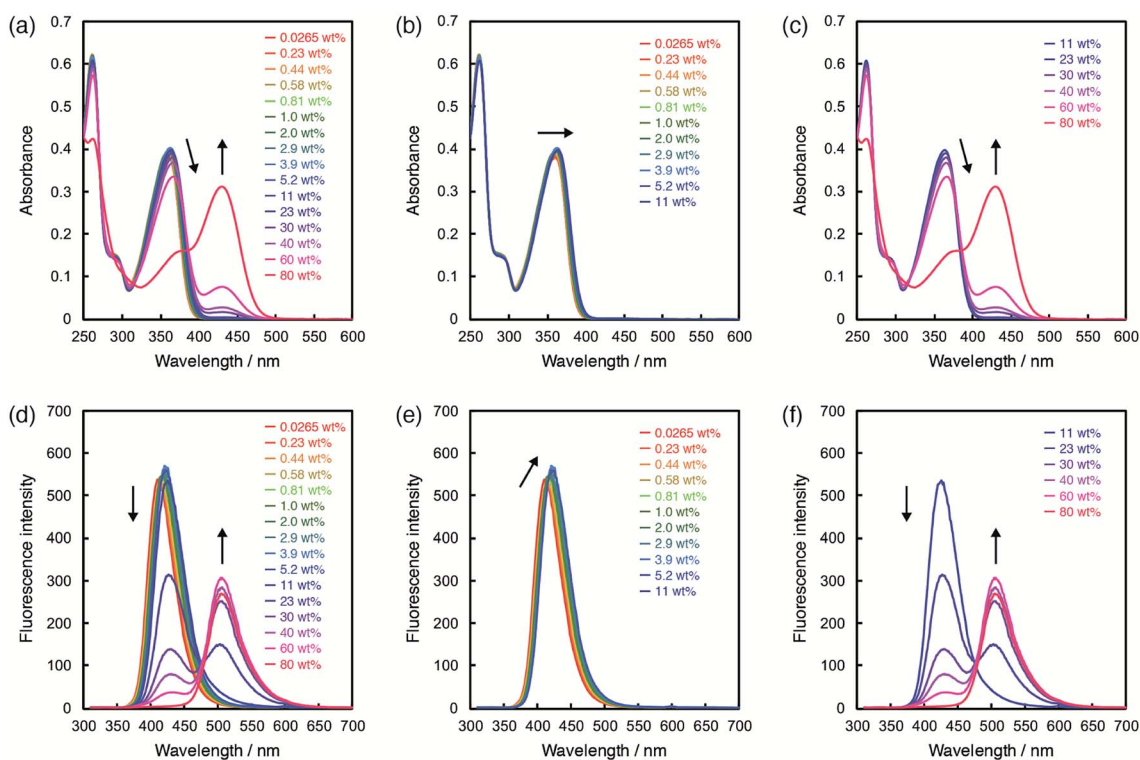 (a)
0.7
0.6
0.5
0.4
0.3
0.2
0.1
0
Absorbance
250 300 350 400 450 500 550 600
Wavelength / nm
0.0265 wt%
0.23 wt%
0.44 wt%
0.58 wt%
0.81 wt%
1.0 wt%
2.0 wt%
2.9 wt%
3.9 wt%
5.2 wt%
11 wt%
23 wt%
30 wt%
40 wt%
60 wt%
80 wt%
(b)
0.7
0.6
0.5
0.4
0.3
0.2
0.1
0
Absorbance
250 300 350 400 450 500 550 600
Wavelength / nm
0.0265 wt%
0.23 wt%
0.44 wt%
0.58 wt%
0.81 wt%
1.0 wt%
2.0 wt%
2.9 wt%
3.9 wt%
5.2 wt%
11 wt%
(c)
0.7
0.6
0.5
0.4
0.3
0.2
0.1
0
Absorbance
250 300 350 400 450 500 550 600
Wavelength / nm
11 wt%
23 wt%
30 wt%
40 wt%
60 wt%
80 wt%
(d)
700
600
500
400
300
200
100
0
Fluorescence intensity
300 350 400 450 500 550 600 650 700
Wavelength / nm
0.0265 wt%
0.23 wt%
0.44 wt%
0.58 wt%
0.81 wt%
1.0 wt%
2.0 wt%
2.9 wt%
3.9 wt%
5.2 wt%
11 wt%
23 wt%
30 wt%
40 wt%
60 wt%
80 wt%
(e)
700
600
500
400
300
200
100
0
Fluorescence intensity
300 350 400 450 500 550 600 650 700
Wavelength / nm
0.0265 wt%
0.23 wt%
0.44 wt%
0.58 wt%
0.81 wt%
1.0 wt%
2.0 wt%
2.9 wt%
3.9 wt%
5.2 wt%
11 wt%
(f)
700
600
500
400
300
200
100
0
Fluorescence intensity
300 350 400 450 500 550 600 650 700
Wavelength / nm
11 wt%
23 wt%
30 wt%
40 wt%
60 wt%
80 wt%